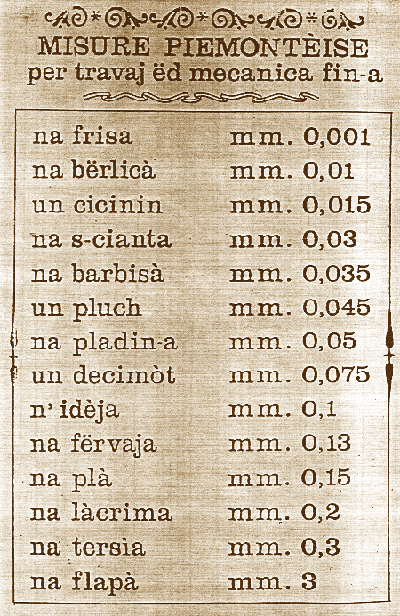 MISURE PIEMONTÈISE
per travaj ëd mecanica fin-a
na frisa mm. 0,001
na bërlicà mm. 0,01
un cicinin mm. 0,015
na s-cianta mm. 0,03
na barbisà mm. 0,035
un pluch mm. 0,045
na pladin-a mm. 0,05
un decimòt mm. 0,075
n' idèja mm. 0,1
na fërvaja mm. 0,13
na plà mm. 0,15
na làcrima mm. 0,2
na tersìa mm. 0,3
na flapà mm. 3